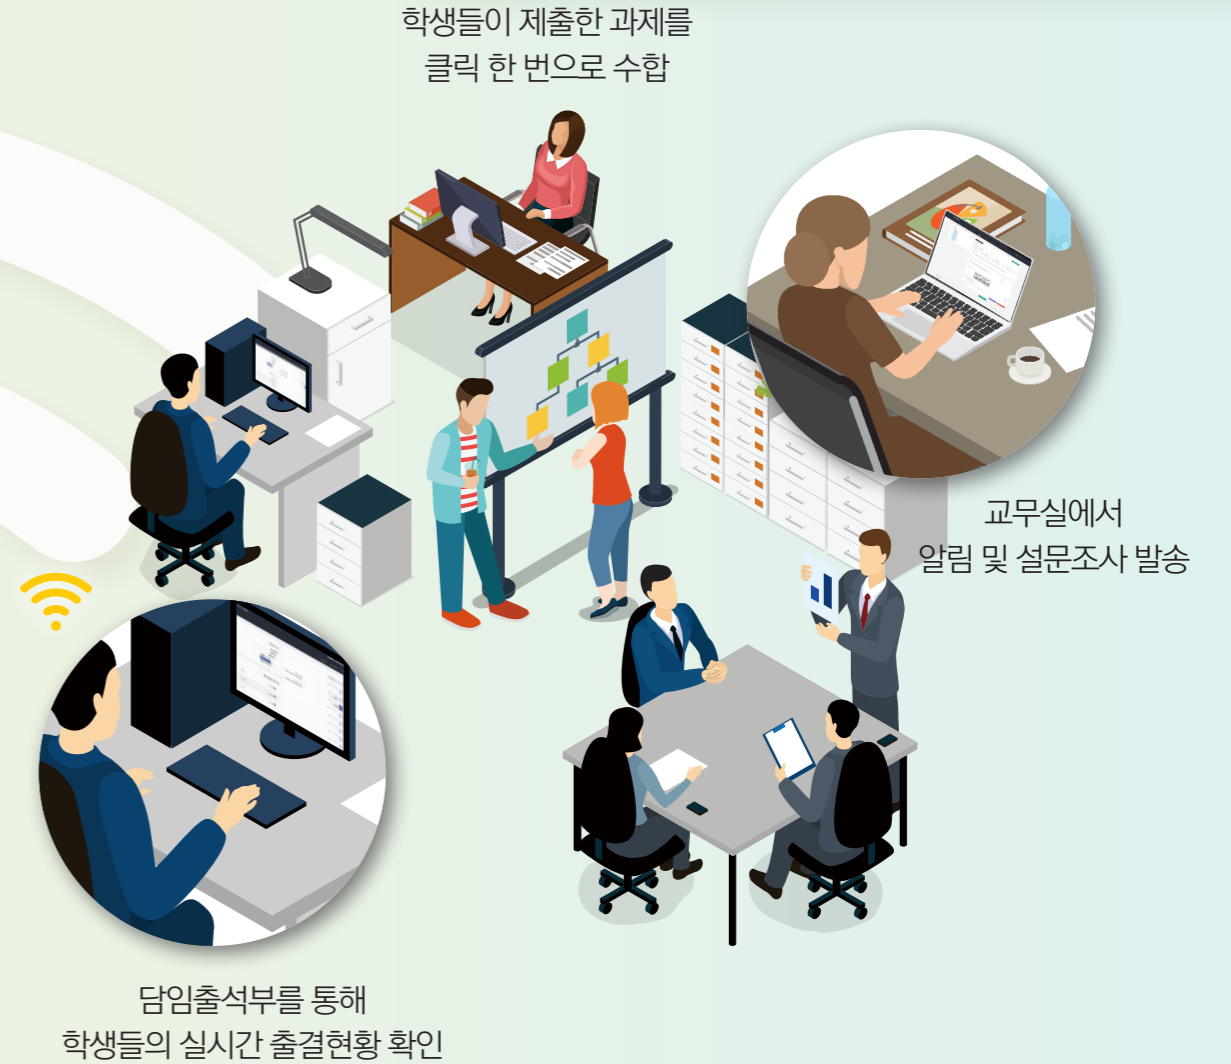 학생들이 제출한 과제를
클릭 한 번으로 수합
교무실에서
알림 및 설문조사 발송
담임출석부를 통해
학생들의 실시간 출결현황 확인